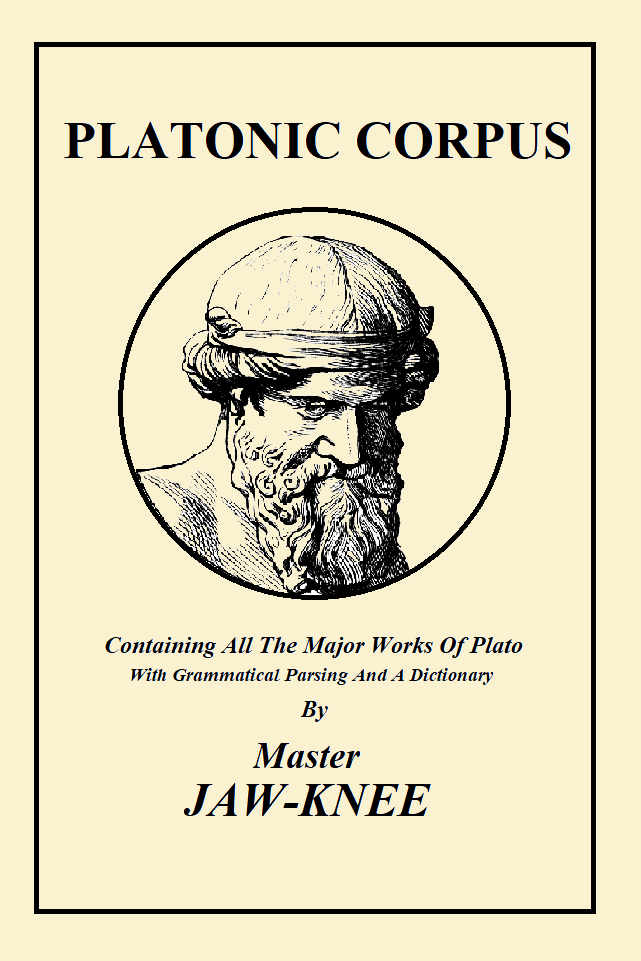 PLATONIC CORPUS
Containing All The Major Works Of Plato
With Grammatical Parsing And A Dictionary
By
Master
JAW-KNEE